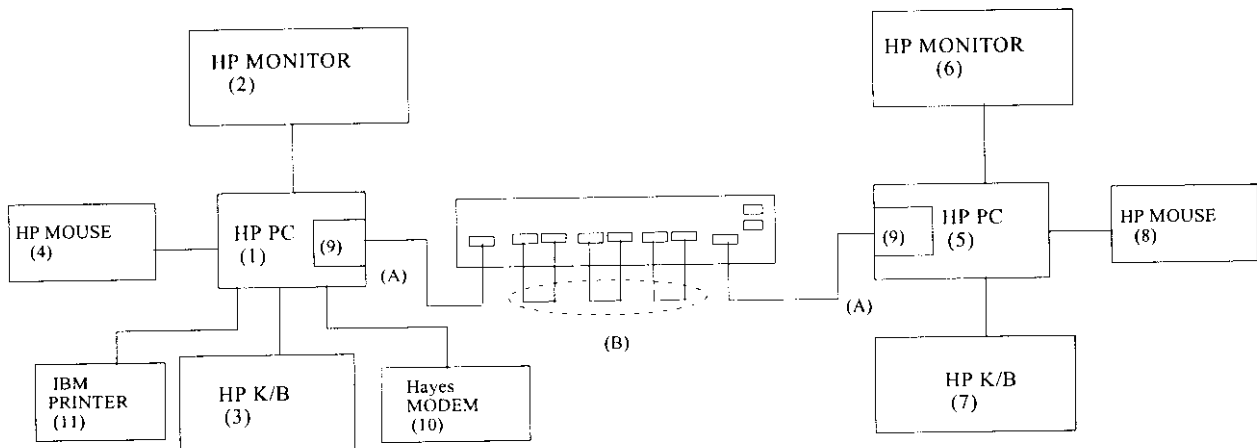 HP MONITOR
(2)
HP MONITOR
(6)
HP MOUSE
(4)
HP PC
(1)
(9)
(A)
(B)
(A)
(9)
HP PC
(5)
HP MOUSE
(8)
IBM
PRINTER
(11)
HP K/B
(3)
Hayes
MODEM
(10)
HP K/B
(7)